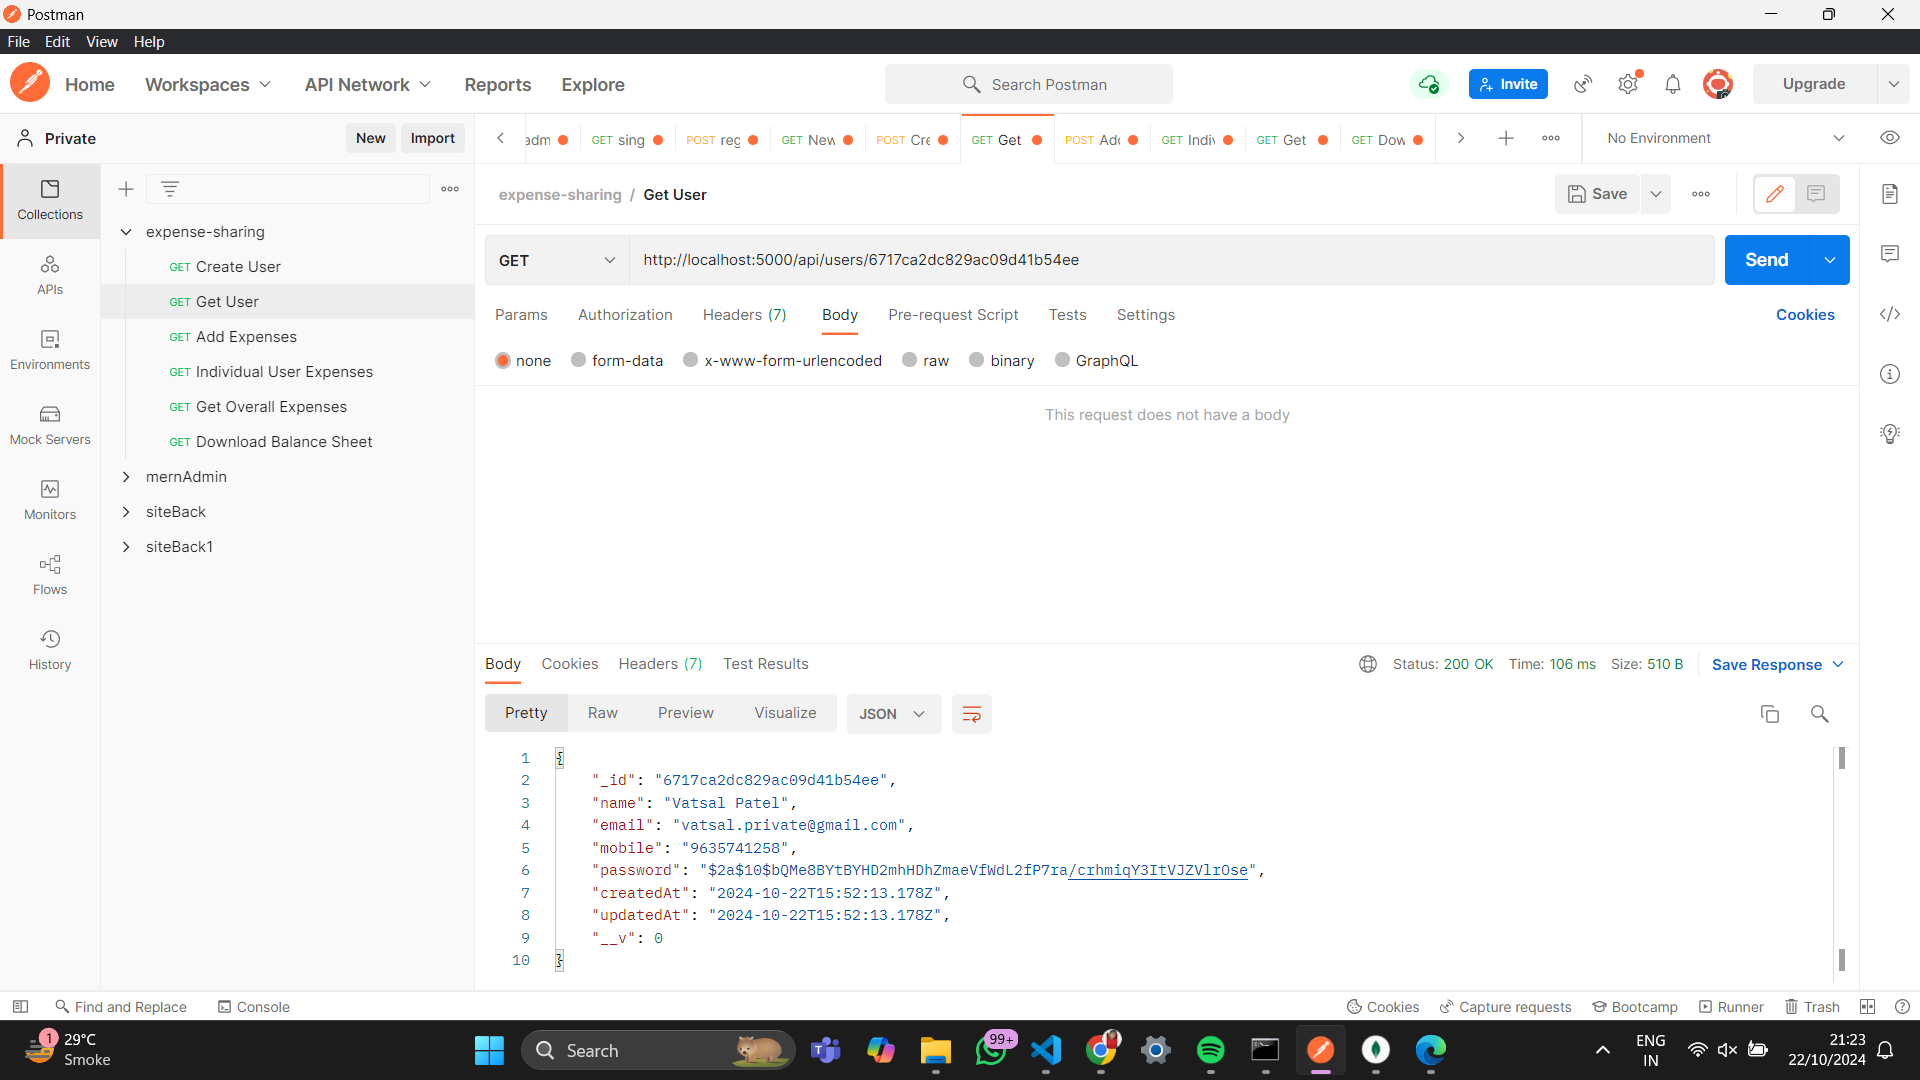 Postman
File Edit View Help
Home Workspaces API Network Reports Explore Search Postman Invite Upgrade
Private New Import
adm GET sing POST reg GET New POST Cre GET Get POST Adc GET Indiv GET Get GET Dow No Environment
Collections
APIs
Environments
Mock Servers
Monitors
Flows
History
expense-sharing
GET Create User
GET Get User
GET Add Expenses
GET Individual User Expenses
GET Get Overall Expenses
GET Download Balance Sheet
mernAdmin
siteBack
siteBack1
expense-sharing / Get User Save
GET http://localhost:5000/api/users/6717ca2dc829ac09d41b54ee Send
Params Authorization Headers (7) Body Pre-request Script Tests Settings Cookies
none form-data x-www-form-urlencoded raw binary GraphQL
This request does not have a body
Body Cookies Headers (7) Test Results Status: 200 OK Time: 106 ms Size: 510 B Save Response
Pretty Raw Preview Visualize JSON
1 {
2 "_id": "6717ca2dc829ac09d41b54ee",
3 "name": "Vatsal Patel",
4 "email": "vatsal.private@gmail.com",
5 "mobile": "9635741258",
6 "password": "$2a$10$bQMe8BYtBYHD2mhHDhZmaeVfWdL2fP7ra/crhmiqY3ItVJZVlrOse",
7 "createdAt": "2024-10-22T15:52:13.178Z",
8 "updatedAt": "2024-10-22T15:52:13.178Z",
9 "__v": 0
10 }
Find and Replace Console Cookies Capture requests Bootcamp Runner Trash
1 29°C
Smoke
Search
99+
ENG
IN
21:23
22/10/2024